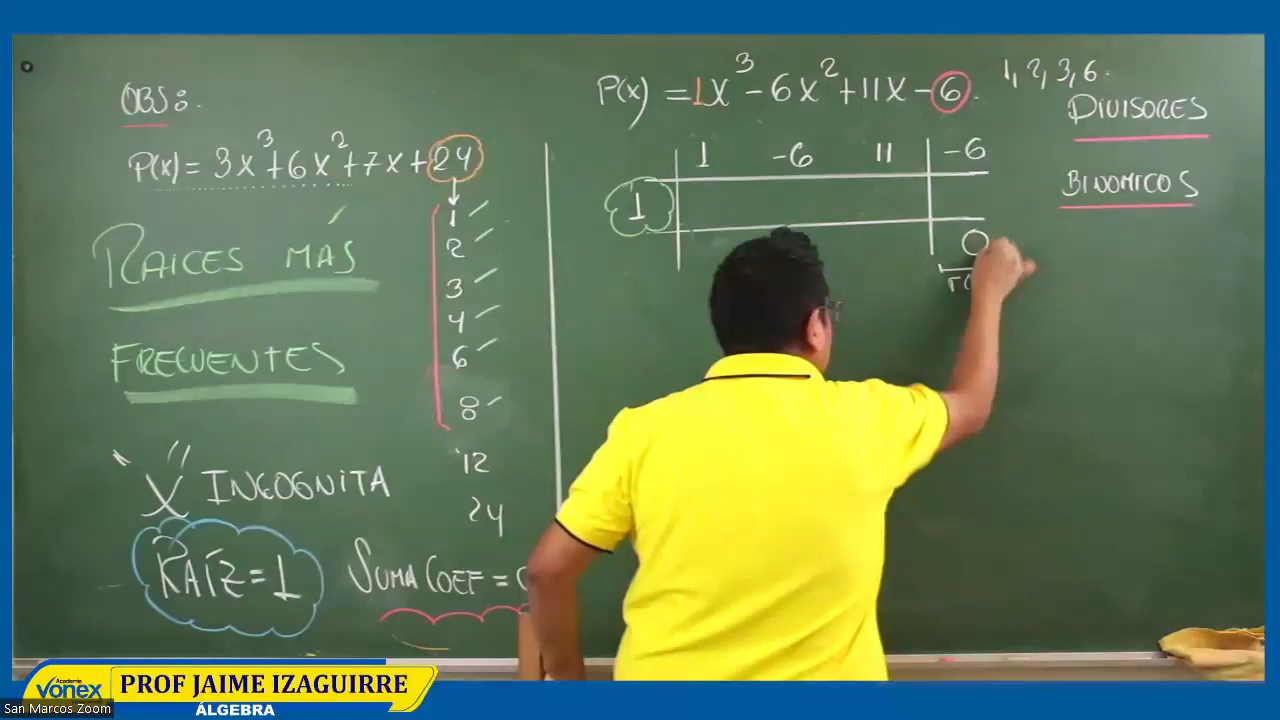 OBS:.
P(x) = 3x³+6x²+7x+24
RAICES MÁS
FRECUENTES
1
2
3
4
6
8
12
24
"X" INCOGNITA
RAÍZ=1
SUMA COEF =
P(x) = 1x³-6x²+11x-6.
1, 2, 3, 6.
DIVISORES
BINOMICOS
1 -6 11 -6
1
0
Academia
vonex
PROF JAIME IZAGUIRRE
ÁLGEBRA
San Marcos Zoom